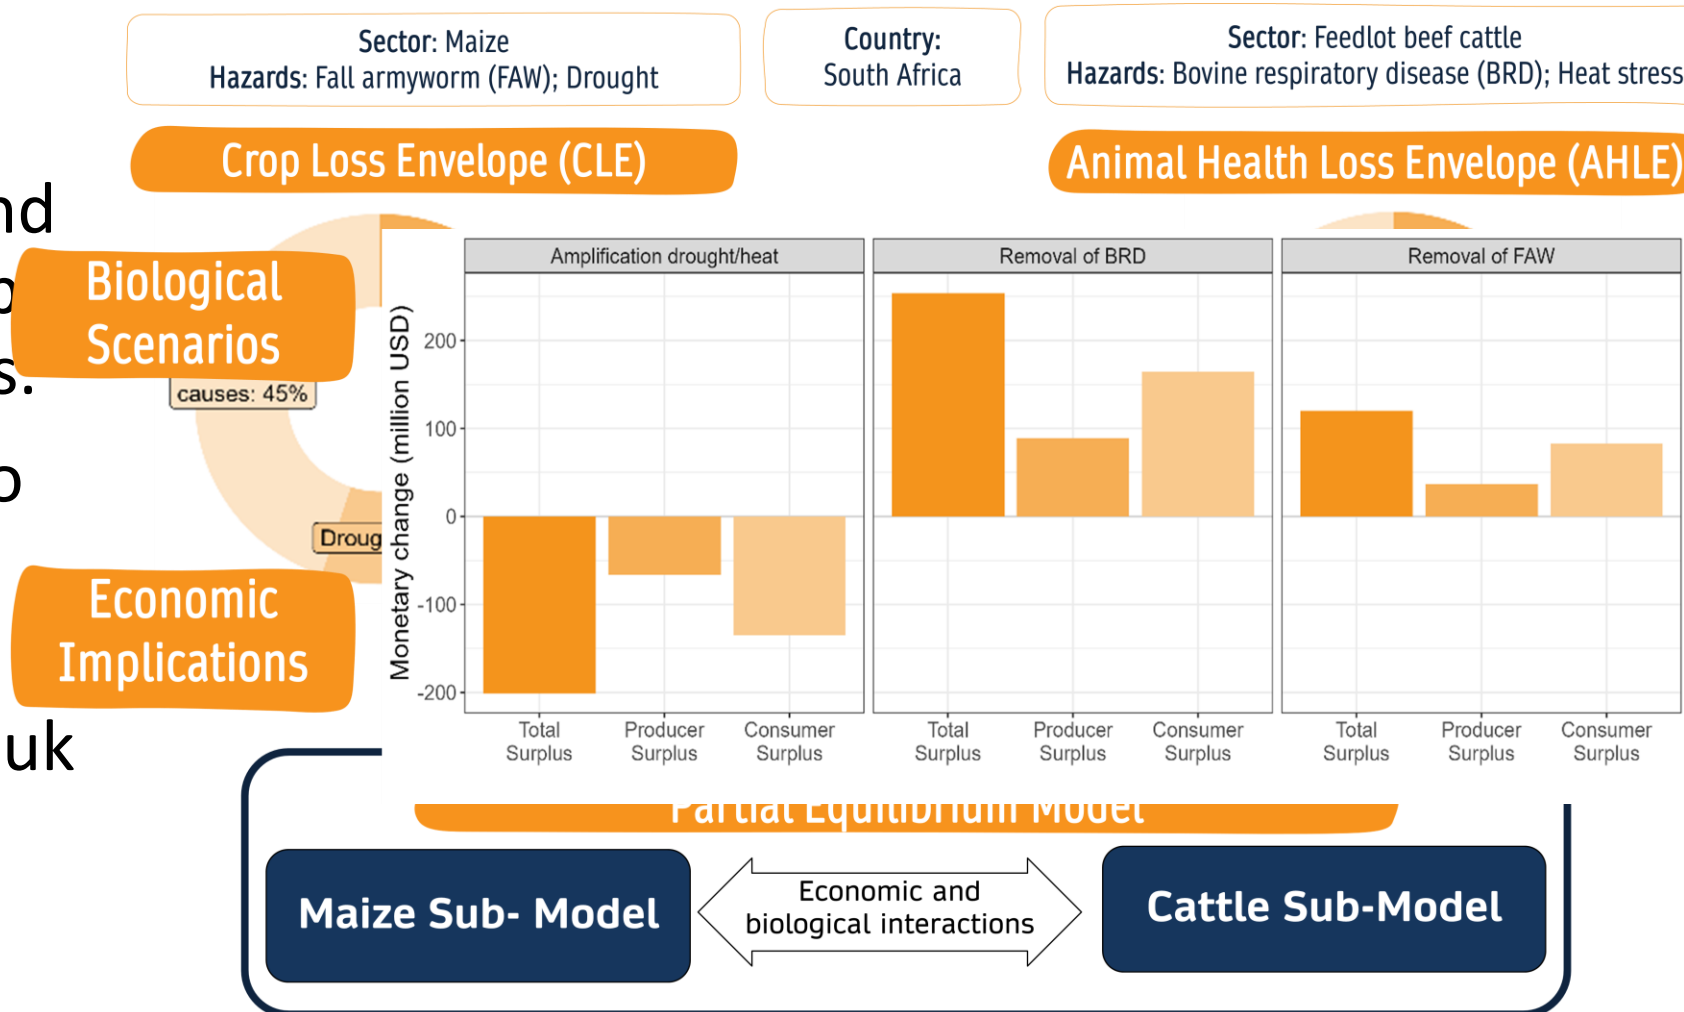 Sector: Maize
Hazards: Fall armyworm (FAW); Drought
Country:
South Africa
Sector: Feedlot beef cattle
Hazards: Bovine respiratory disease (BRD); Heat stress
Crop Loss Envelope (CLE)
Animal Health Loss Envelope (AHLE)
Biological
Scenarios
causes: 45%
Economic
Implications
uk
Monetary change (million USD)
200
100
0
-100
-200
Amplification drought/heat
Total
Surplus
Producer
Surplus
Consumer
Surplus
Removal of BRD
Total
Surplus
Producer
Surplus
Consumer
Surplus
Removal of FAW
Total
Surplus
Producer
Surplus
Consumer
Surplus
Partial Equilibrium Model
Maize Sub- Model
Economic and
biological interactions
Cattle Sub-Model